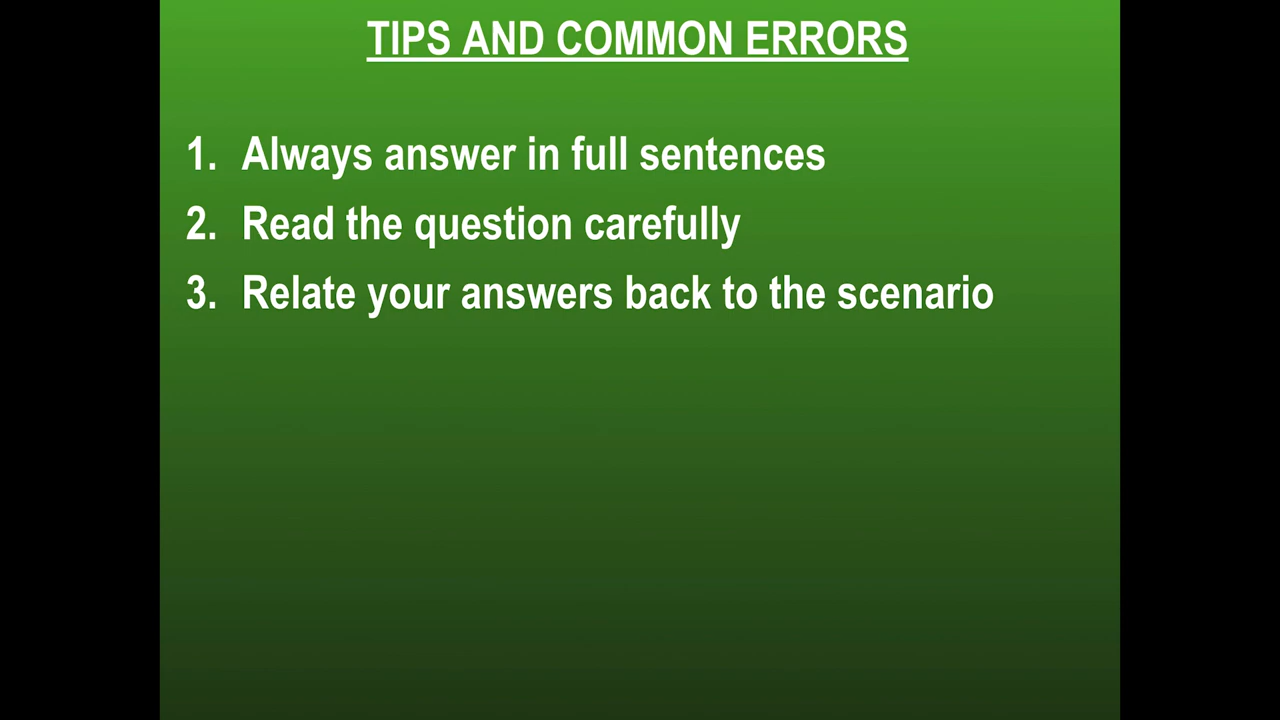 TIPS AND COMMON ERRORS
1. Always answer in full sentences
2. Read the question carefully
3. Relate your answers back to the scenario